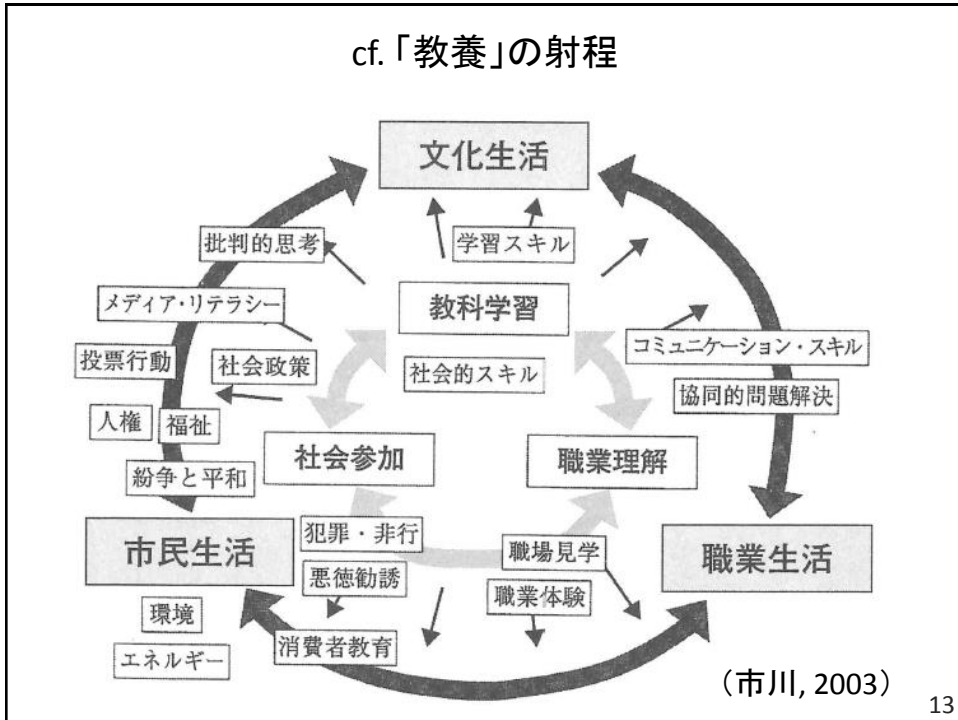 cf.「教養」の射程
文化生活
批判的思考
学習スキル
メディア・リテラシー
教科学習
コミュニケーション・スキル
投票行動
社会政策
社会的スキル
協同的問題解決
人権
福祉
社会参加
職業理解
紛争と平和
市民生活
犯罪・非行
職場見学
職業生活
悪徳勧誘
職業体験
環境
消費者教育
エネルギー
（市川, 2003）
13